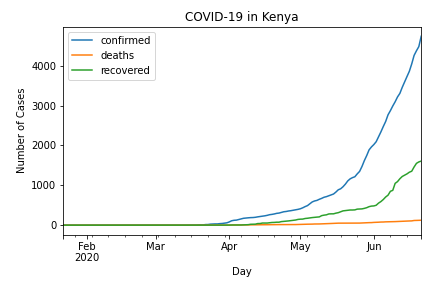 COVID-19 in Kenya
confirmed
deaths
recovered
Number of Cases
4000
3000
2000
1000
0
Feb
2020
Mar
Apr
May
Jun
Day